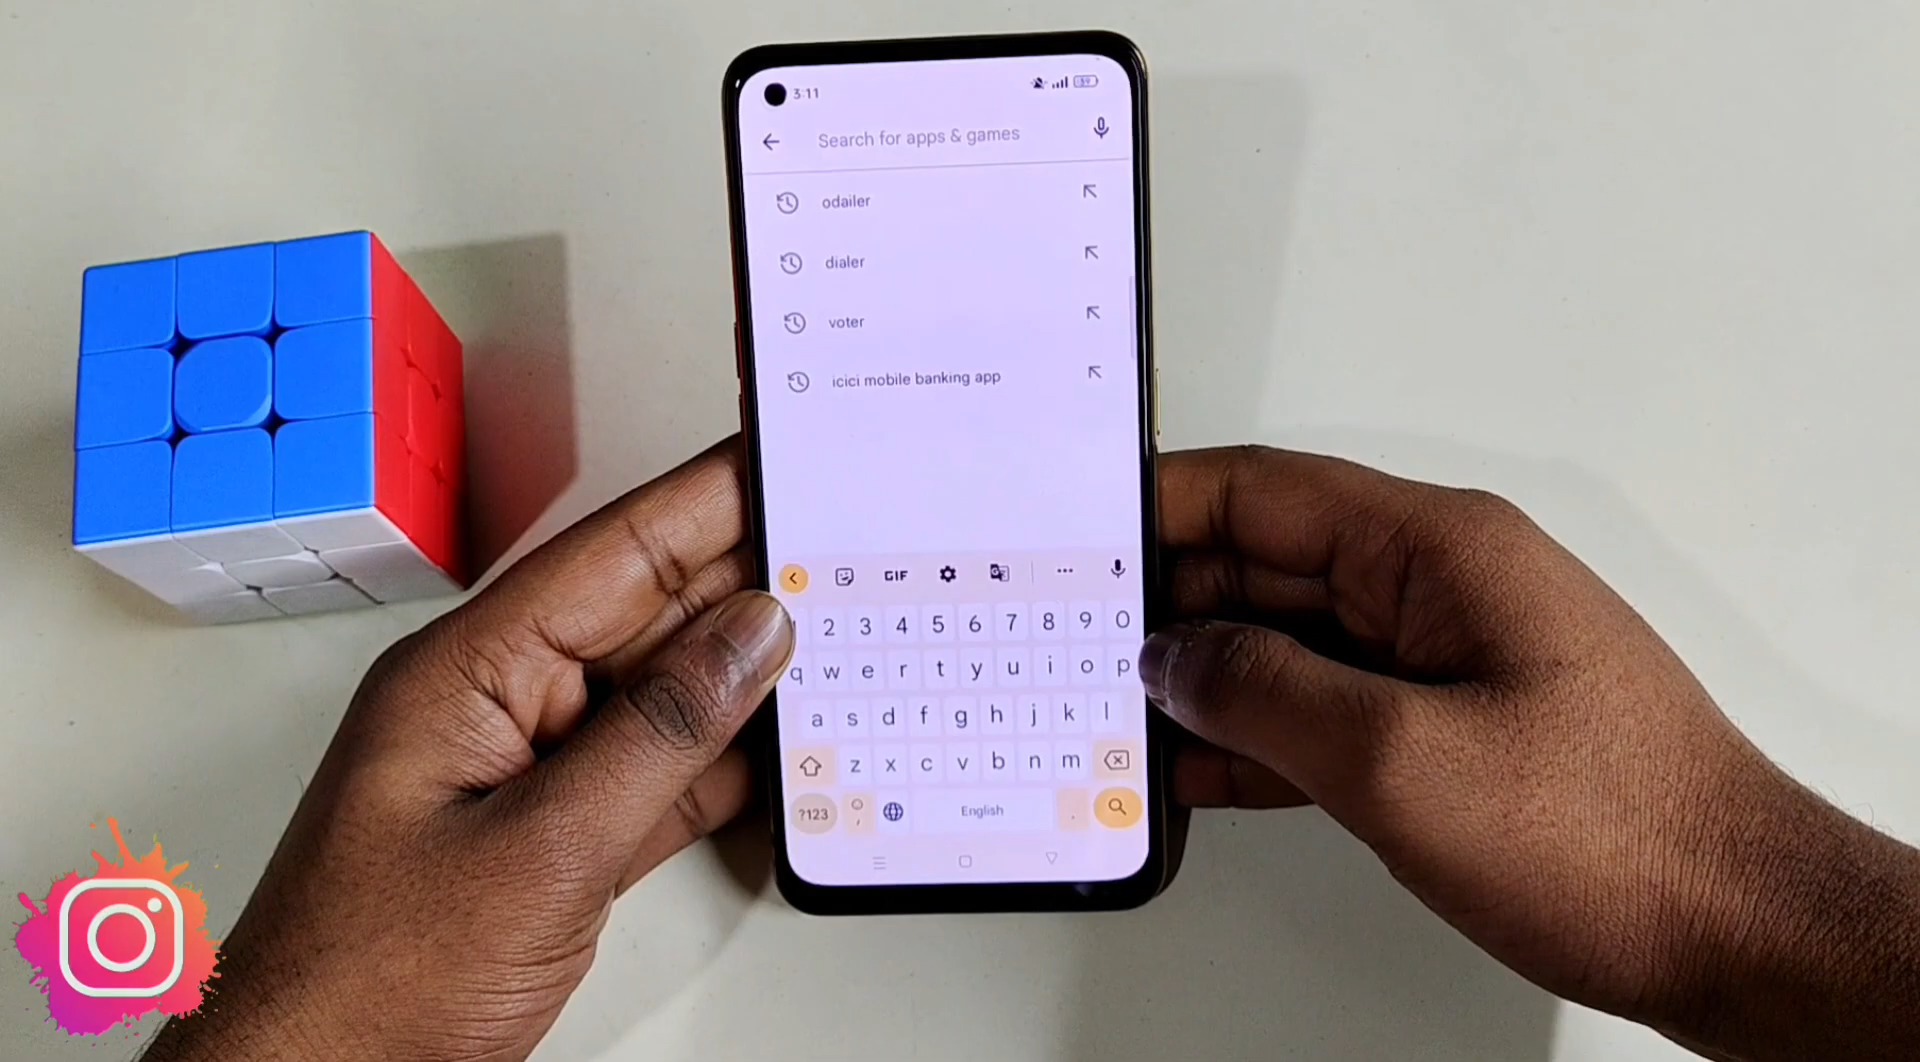 3:11
59
Search for apps & games
odailer
dialer
voter
icici mobile banking app
GIF
2 3 4 5 6 7 8 9 0
q w e r t y u i o p
a s d f g h j k l
z x c v b n m
?123 , English .